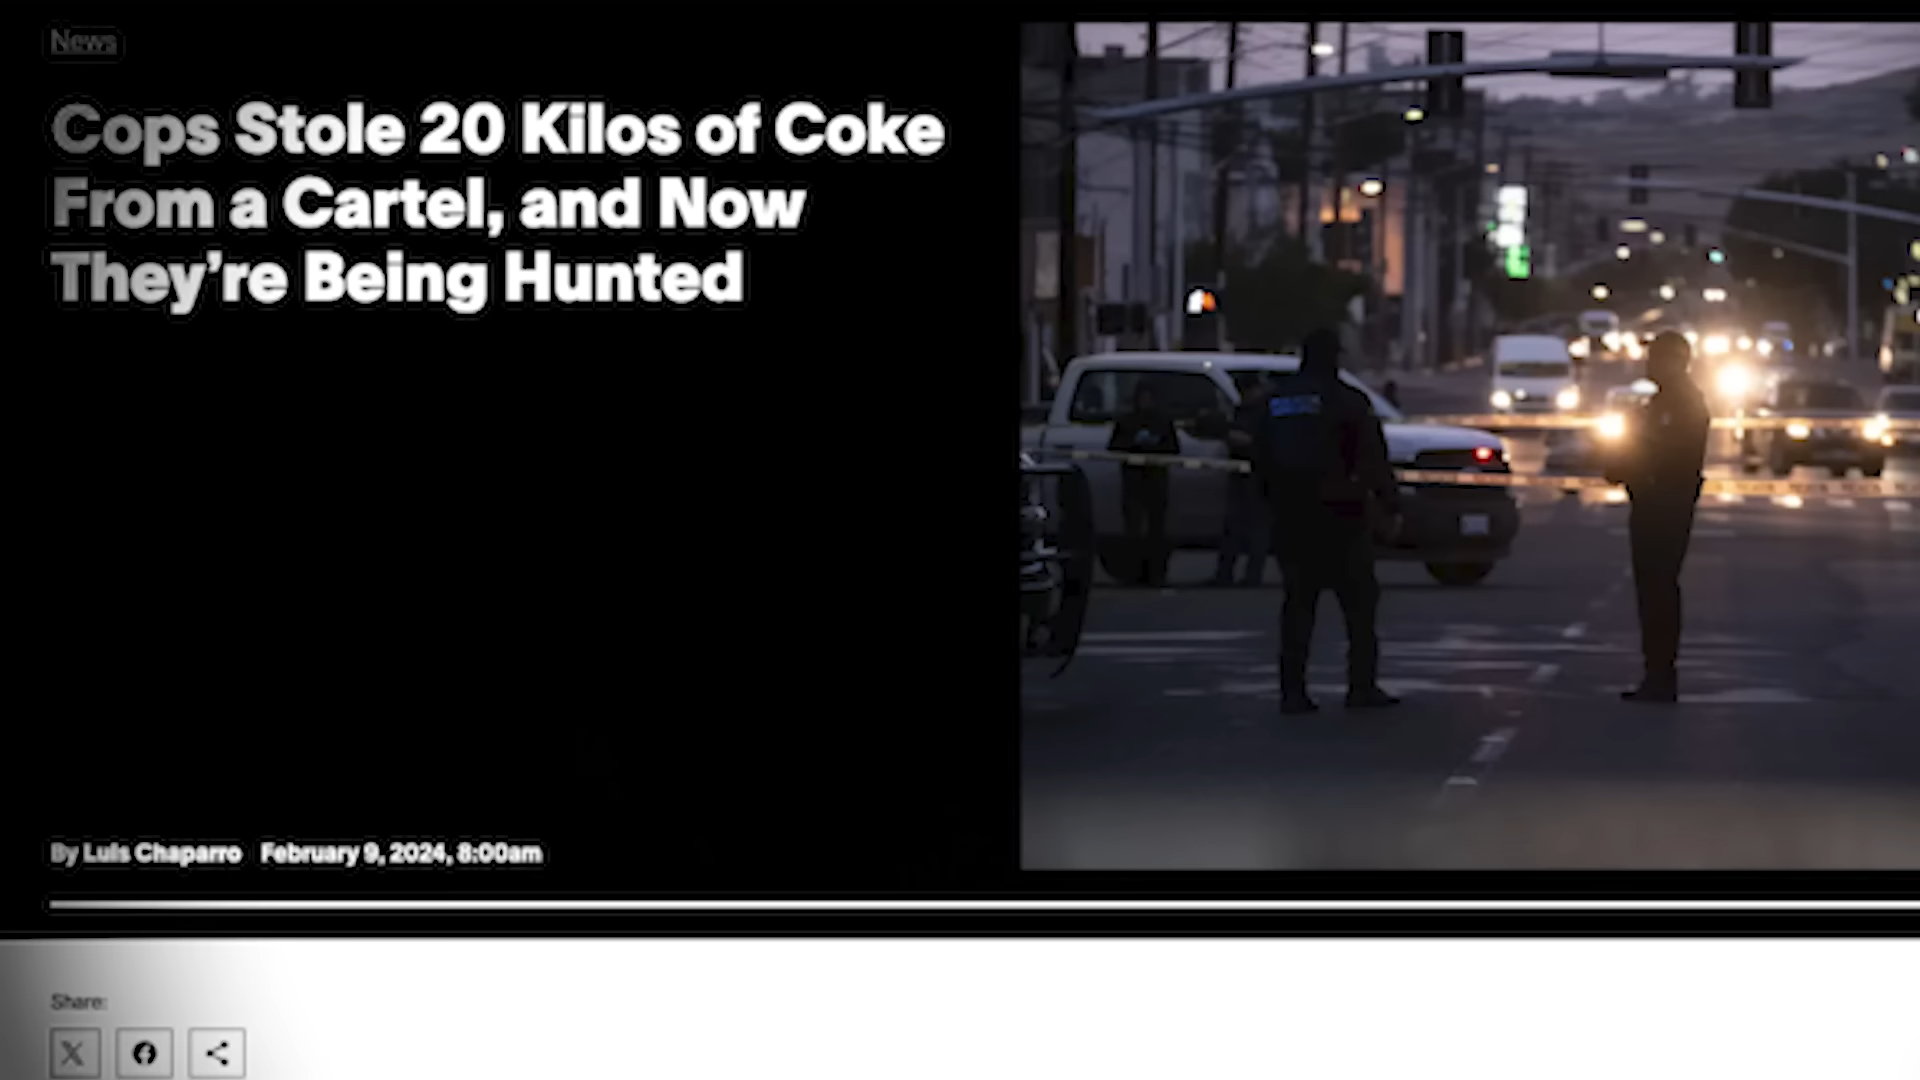 News
Cops Stole 20 Kilos of Coke
From a Cartel, and Now
They’re Being Hunted
By Luis Chaparro February 9, 2024, 8:00am
Share: